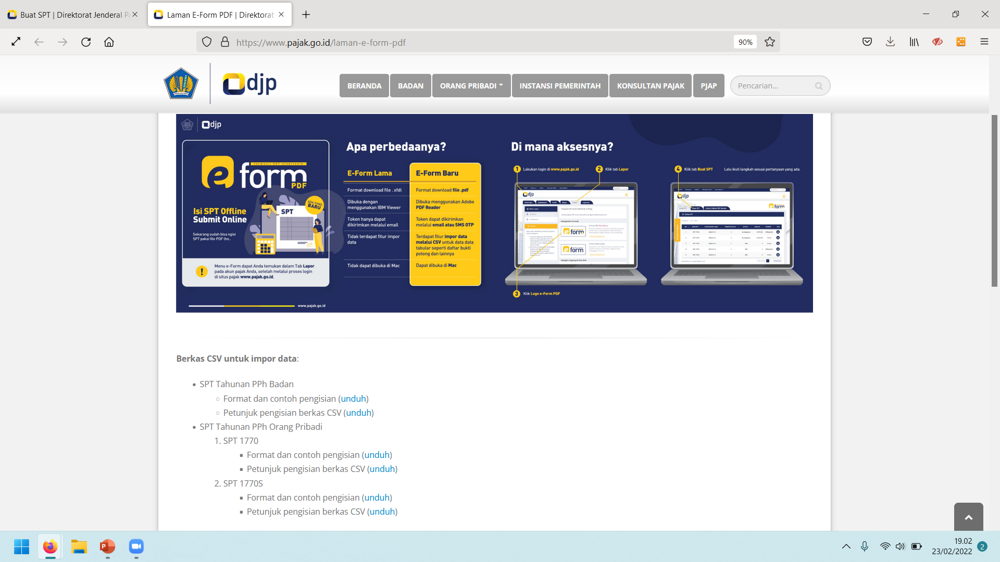 Buat SPT | Direktorat Jenderal Pa
Laman E-Form PDF | Direktorat
https://www.pajak.go.id/laman-e-form-pdf
90%
djp
BERANDA
BADAN
ORANG PRIBADI
INSTANSI PEMERINTAH
KONSULTAN PAJAK
PJAP
Pencarian...
djp
formulir SPT elektronik
e form
PDF
Isi SPT Offline
Submit Online
Sekarang sudah bisa ngisi
SPT pakai file PDF lho..
ADA YANG
BARU
SPT
! Menu e-Form dapat Anda temukan dalam Tab Lapor
pada akun pajak Anda, setelah melalui proses login
di situs pajak www.pajak.go.id.
www.pajak.go.id
Apa perbedaanya?
E-Form Lama
E-Form Baru
Format download file . xfdl
Format download file .pdf
Dibuka dengan
menggunakan IBM Viewer
Dibuka menggunakan Adobe
PDF Reader
Token hanya dapat
dikirimkan melalui email
Token dapat dikirimkan
melalui email atau SMS OTP
Tidak terdapat fitur impor
data
Terdapat fitur impor data
melalui CSV untuk data data
tabular seperti daftar bukti
potong dan lainnya
Tidak dapat dibuka di Mac
Dapat dibuka di Mac
Di mana aksesnya?
1 Lakukan login di www.pajak.go.id
2 Klik tab Lapor
4 Klik tab Buat SPT
Lalu ikuti langkah sesuai pertanyaan yang ada.
djp
e form
e form
djp
e form
3 Klik Logo e-Form PDF
Berkas CSV untuk impor data:
• SPT Tahunan PPh Badan
○ Format dan contoh pengisian (unduh)
○ Petunjuk pengisian berkas CSV (unduh)
• SPT Tahunan PPh Orang Pribadi
1. SPT 1770
▪ Format dan contoh pengisian (unduh)
▪ Petunjuk pengisian berkas CSV (unduh)
2. SPT 1770S
▪ Format dan contoh pengisian (unduh)
▪ Petunjuk pengisian berkas CSV (unduh)
19.02
23/02/2022
2